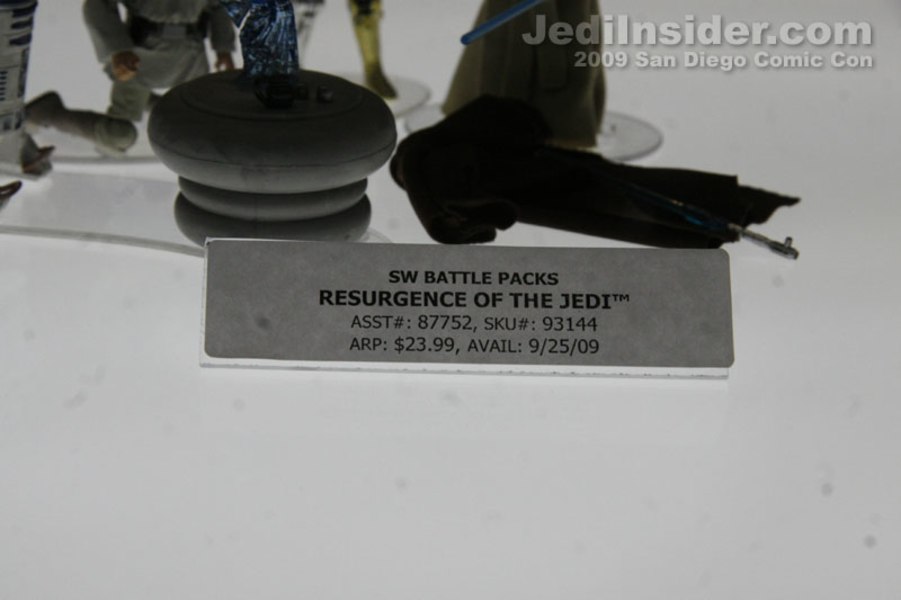 JediInsider.com
2009 San Diego Comic Con
SW BATTLE PACKS
RESURGENCE OF THE JEDI™
ASST#: 87752, SKU#: 93144
ARP: $23.99, AVAIL: 9/25/09